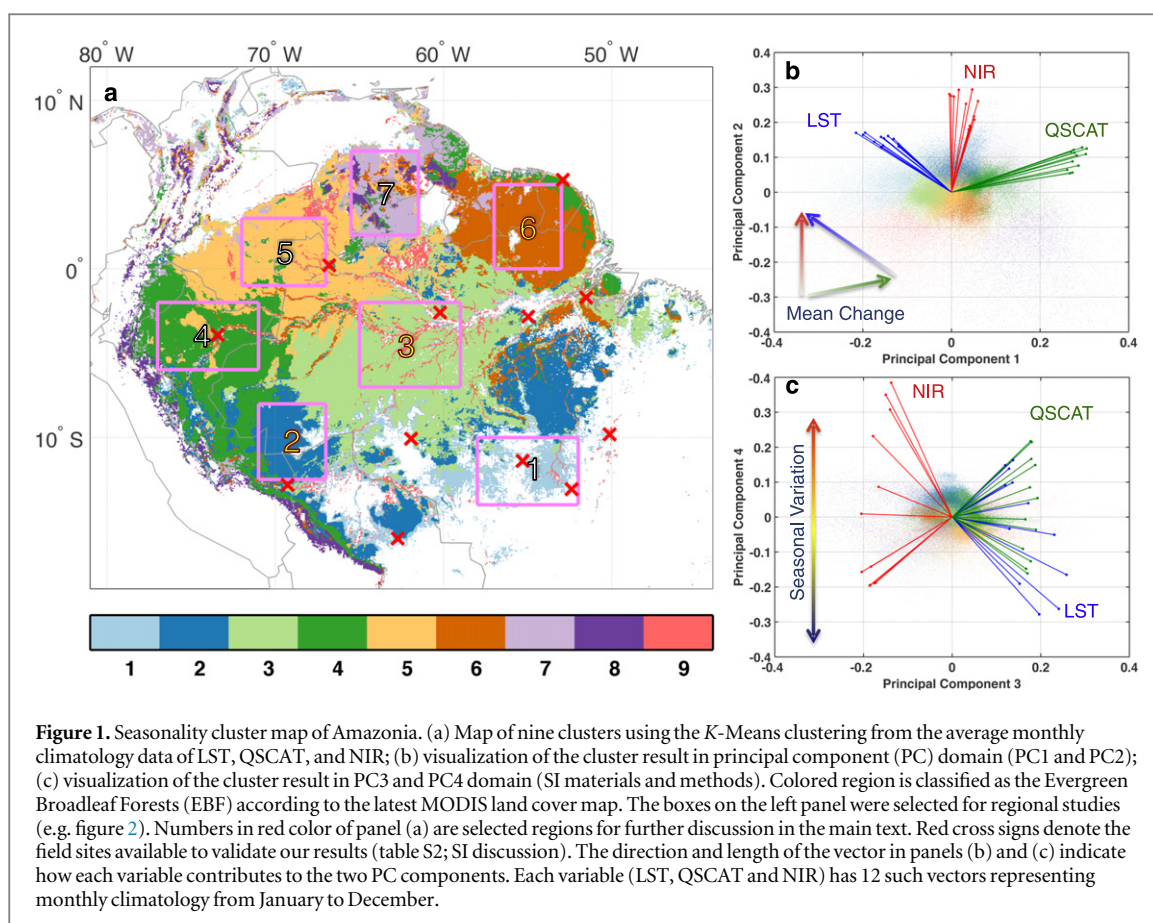 80° W 70° W 60° W 50° W
a
10° N
0°
10° S
7
6
5
4
3
2
1
1 2 3 4 5 6 7 8 9
b
0.4
0.3
0.2
0.1
0
-0.1
-0.2
-0.3
-0.4
Principal Component 2
NIR
LST
QSCAT
Mean Change
-0.4 -0.2 0 0.2 0.4
Principal Component 1
c
0.4
0.3
0.2
0.1
0
-0.1
-0.2
-0.3
-0.4
Principal Component 4
NIR
QSCAT
Seasonal Variation
LST
-0.4 -0.2 0 0.2 0.4
Principal Component 3
Figure 1. Seasonality cluster map of Amazonia. (a) Map of nine clusters using the K-Means clustering from the average monthly
climatology data of LST, QSCAT, and NIR; (b) visualization of the cluster result in principal component (PC) domain (PC1 and PC2);
(c) visualization of the cluster result in PC3 and PC4 domain (SI materials and methods). Colored region is classified as the Evergreen
Broadleaf Forests (EBF) according to the latest MODIS land cover map. The boxes on the left panel were selected for regional studies
(e.g. figure 2). Numbers in red color of panel (a) are selected regions for further discussion in the main text. Red cross signs denote the
field sites available to validate our results (table S2; SI discussion). The direction and length of the vector in panels (b) and (c) indicate
how each variable contributes to the two PC components. Each variable (LST, QSCAT and NIR) has 12 such vectors representing
monthly climatology from January to December.